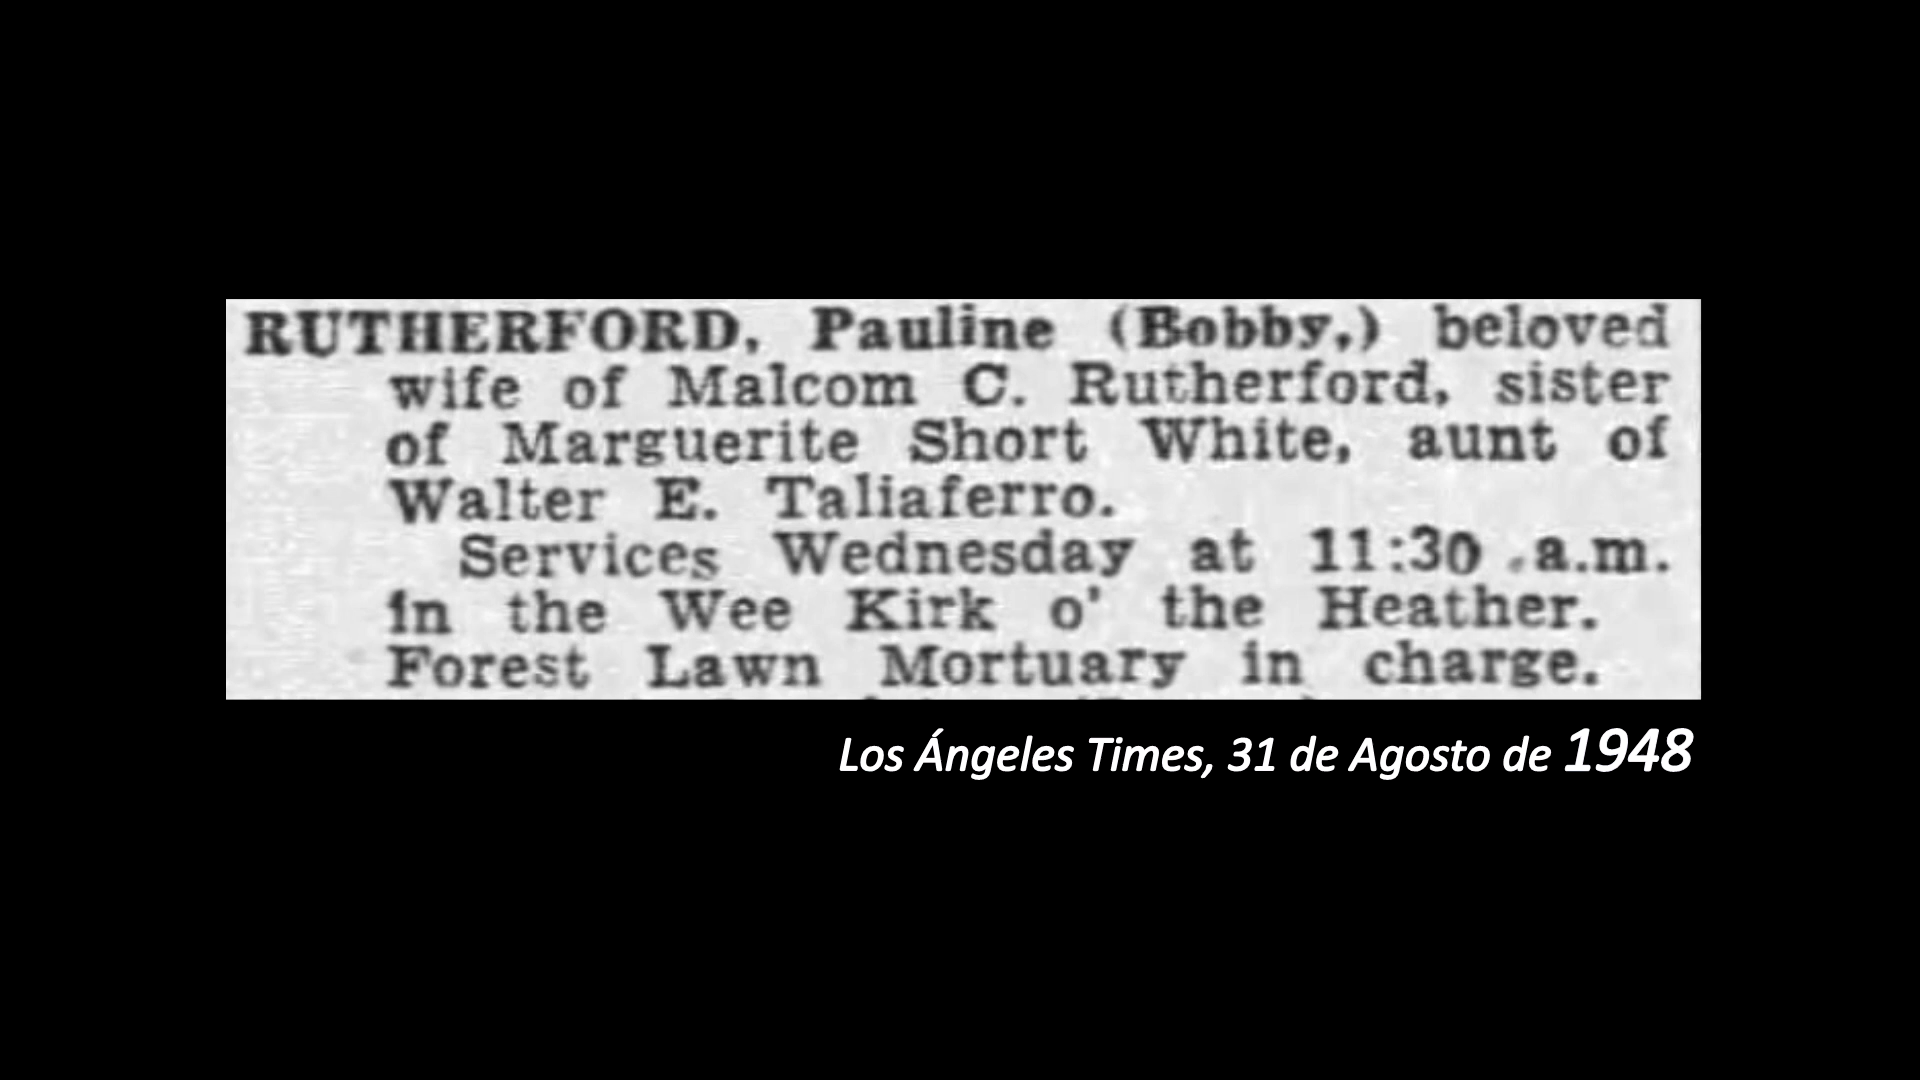 RUTHERFORD, Pauline (Bobby,) beloved
wife of Malcom C. Rutherford, sister
of Marguerite Short White, aunt of
Walter E. Taliaferro.
Services Wednesday at 11:30 a.m.
in the Wee Kirk o' the Heather.
Forest Lawn Mortuary in charge.
Los Ángeles Times, 31 de Agosto de 1948